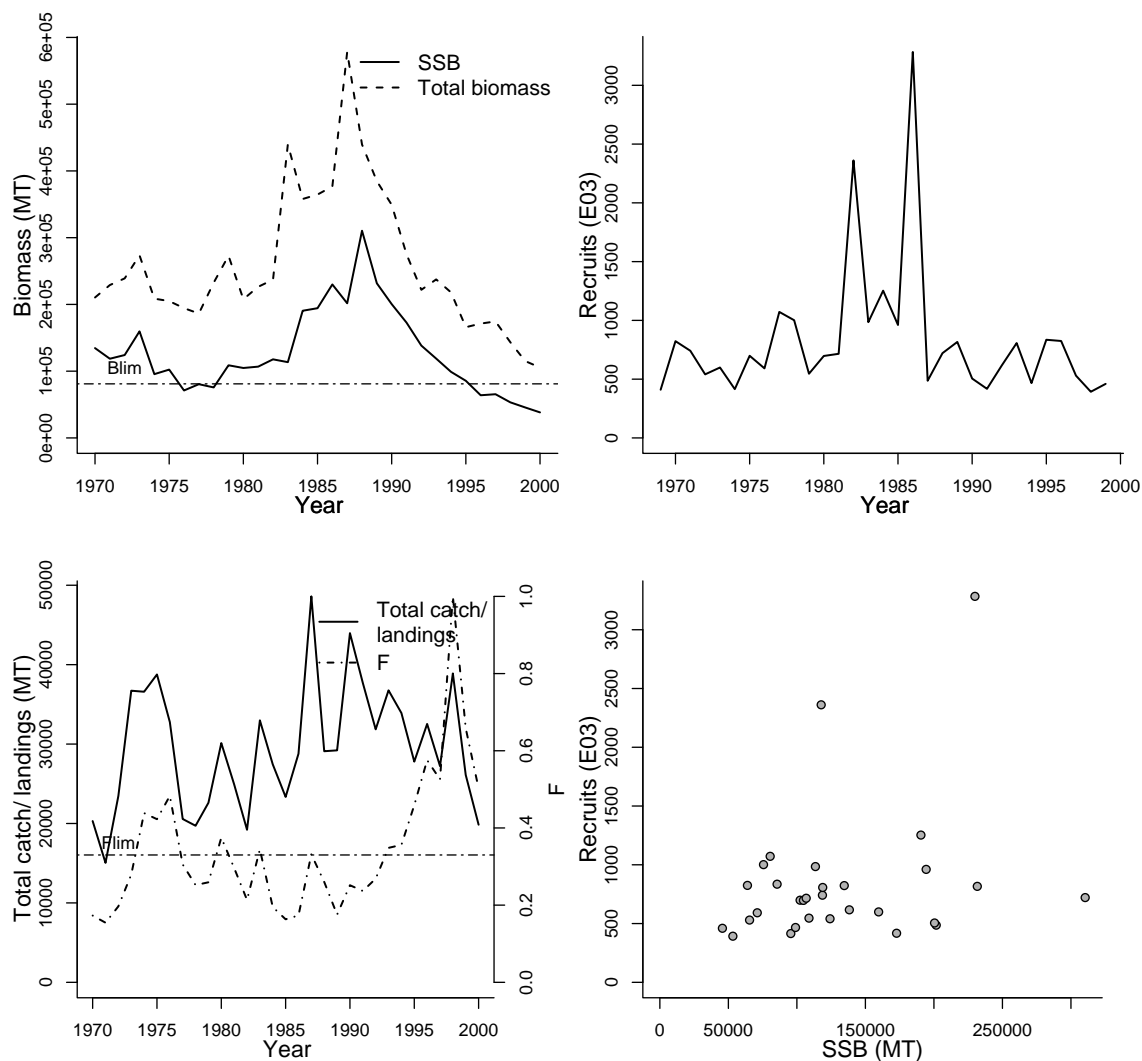 SSB
Total biomass
Blim
Biomass (MT)
0e+00 1e+05 2e+05 3e+05 4e+05 5e+05 6e+05
1970 1975 1980 1985 1990 1995 2000
Year
Recruits (E03)
0 500 1000 1500 2000 2500 3000
1970 1975 1980 1985 1990 1995 2000
Year
Total catch/
landings
F
Flim
Total catch/ landings (MT)
0 10000 20000 30000 40000 50000
0.0 0.2 0.4 0.6 0.8 1.0
F
1970 1975 1980 1985 1990 1995 2000
Year
Recruits (E03)
0 500 1000 1500 2000 2500 3000
0 50000 150000 250000
SSB (MT)